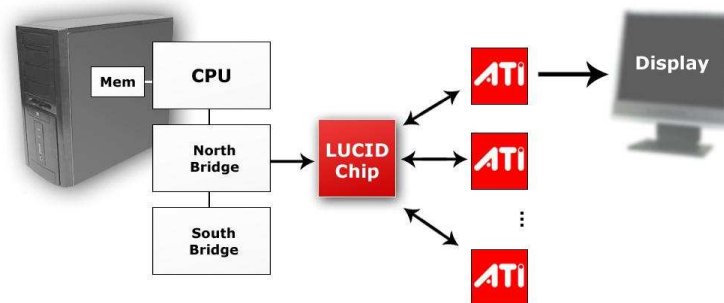 Mem
CPU
North
Bridge
South
Bridge
LUCID
Chip
ATi
ATi
⋮
ATi
Display